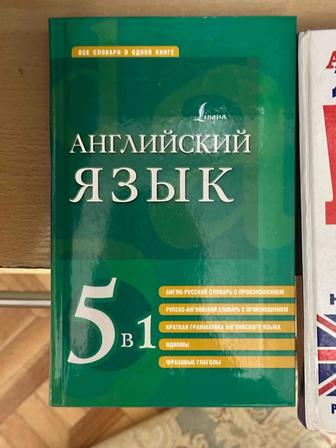 ВСЕ СЛОВАРИ В ОДНОЙ КНИГЕ
Lingua
АНГЛИЙСКИЙ
ЯЗЫК
5 в 1
АНГЛО-РУССКИЙ СЛОВАРЬ С ПРОИЗНОШЕНИЕМ
РУССКО-АНГЛИЙСКИЙ СЛОВАРЬ С ПРОИЗНОШЕНИЕМ
КРАТКАЯ ГРАММАТИКА АНГЛИЙСКОГО ЯЗЫКА
ИДИОМЫ
ФРАЗОВЫЕ ГЛАГОЛЫ